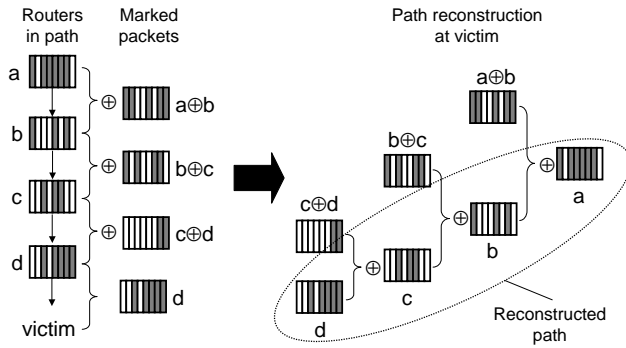 Routers
in path
Marked
packets
a
b
c
d
victim
⊕
a⊕b
⊕
b⊕c
⊕
c⊕d
d
Path reconstruction
at victim
a⊕b
b⊕c
⊕
a
c⊕d
⊕
b
⊕
c
d
Reconstructed
path